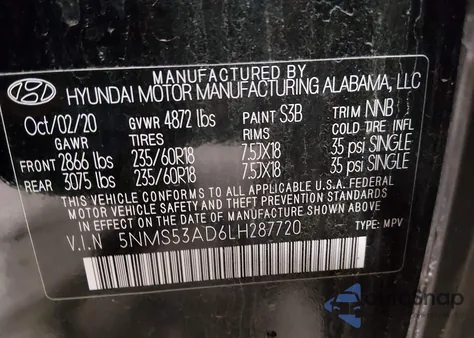 MANUFACTURED BY
HYUNDAI MOTOR MANUFACTURING ALABAMA, LLC
Oct/02/20 GVWR 4872 lbs PAINT S3B TRIM NNB
GAWR TIRES RIMS COLD TIRE INFL
FRONT 2866 lbs 235/60R18 7.5JX18 35 psi SINGLE
REAR 3075 lbs 235/60R18 7.5JX18 35 psi SINGLE
THIS VEHICLE CONFORMS TO ALL APPLICABLE U.S.A. FEDERAL
MOTOR VEHICLE SAFETY AND THEFT PREVENTION STANDARDS IN
EFFECT ON THE DATE OF MANUFACTURE SHOWN ABOVE.
V.I.N 5NMS53AD6LH287720 TYPE: MPV
AutoSnap